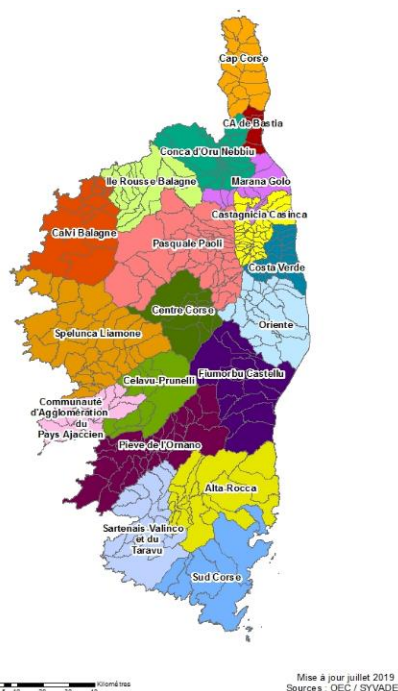 Cap Corse
CA de Bastia
Conca d'Oru Nebbiu
Ile Rousse Balagne
Marana Golo
Castagniccia Casinca
Calvi Balagne
Pasquale Paoli
Costa Verde
Centre Corse
Oriente
Spelunca Liamone
Fiumorbu Castellu
Celavu-Prunelli
Communauté
d'Agglomération
du
Pays Ajaccien
Pieve de l'Ornano
Alta Rocca
Sartenais-Valinco
et du
Taravu
Sud Corse
Kilomètres
Mise à jour juillet 2019
Sources : OEC / SYVADEC